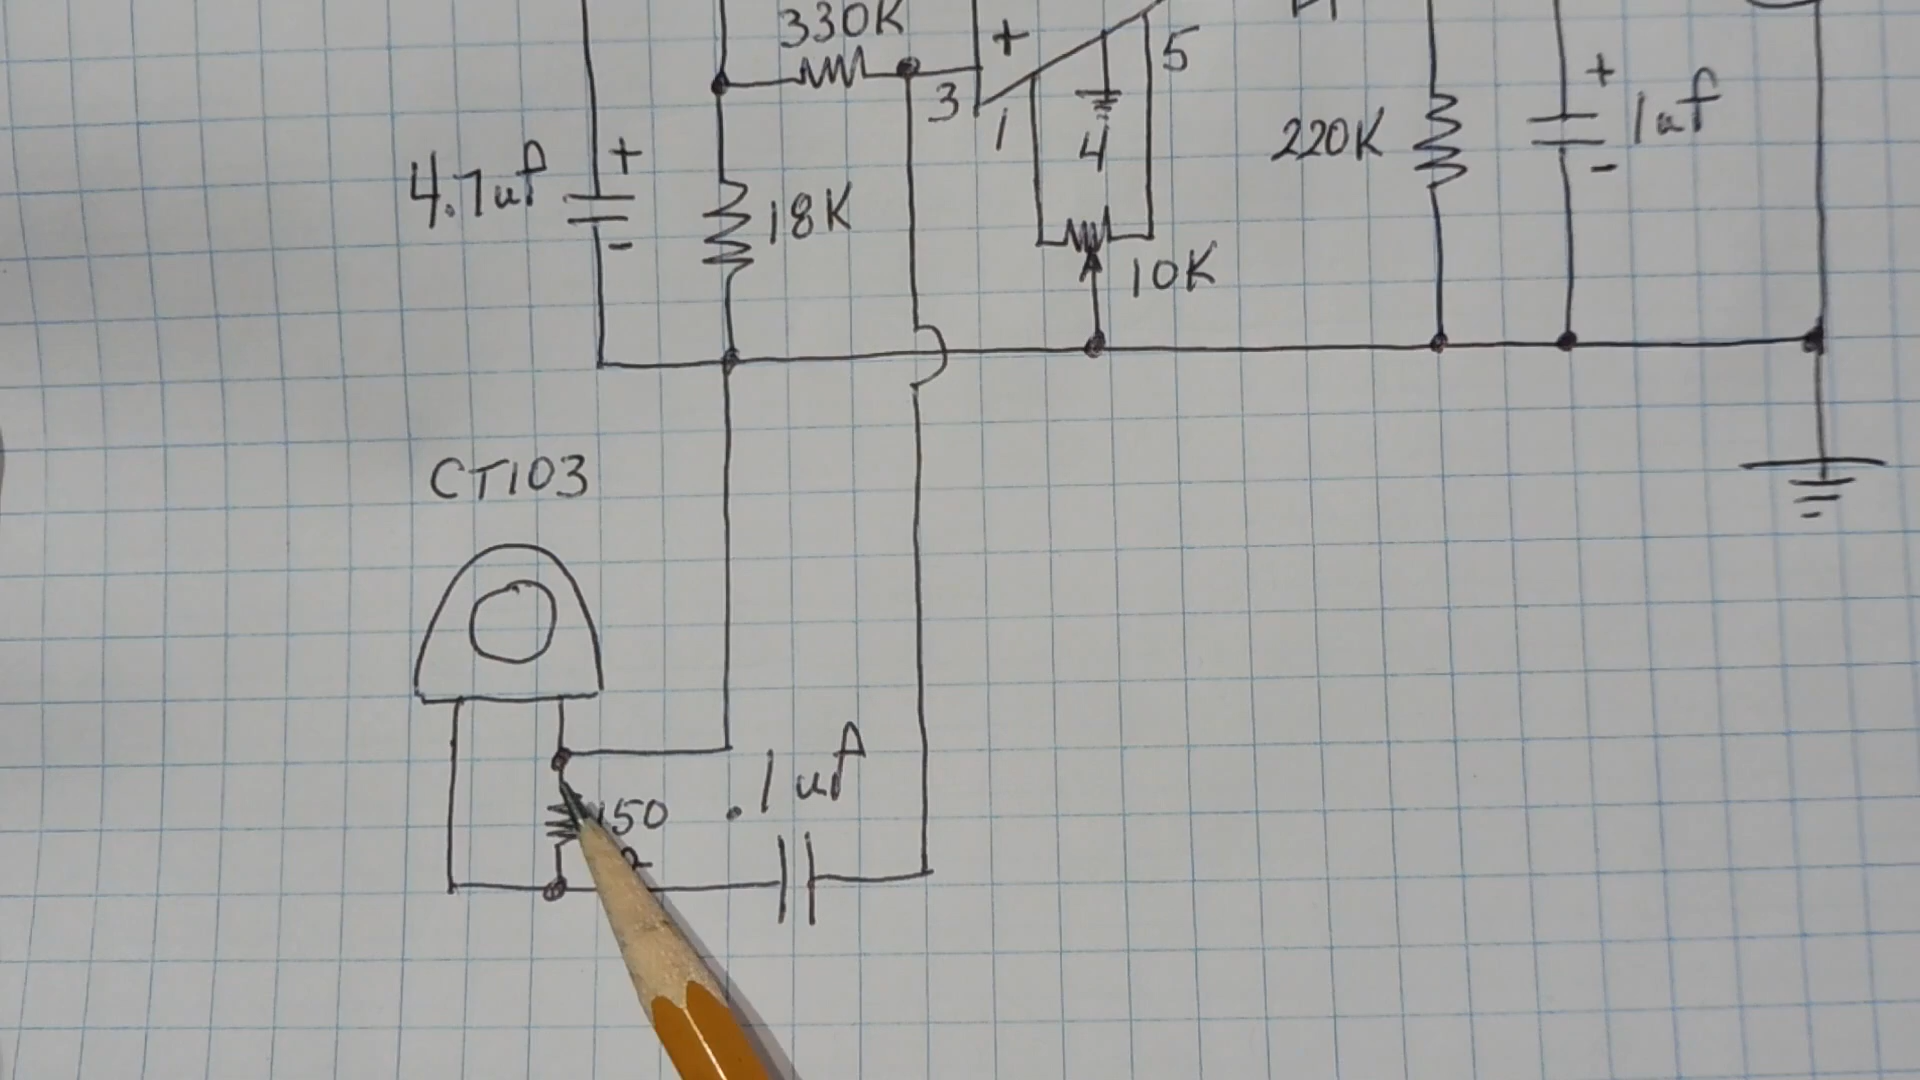 330K
+
3
1
5
4
10K
4.7uf
+
-
18K
220K
+
1uf
-
CT103
150
.1uf